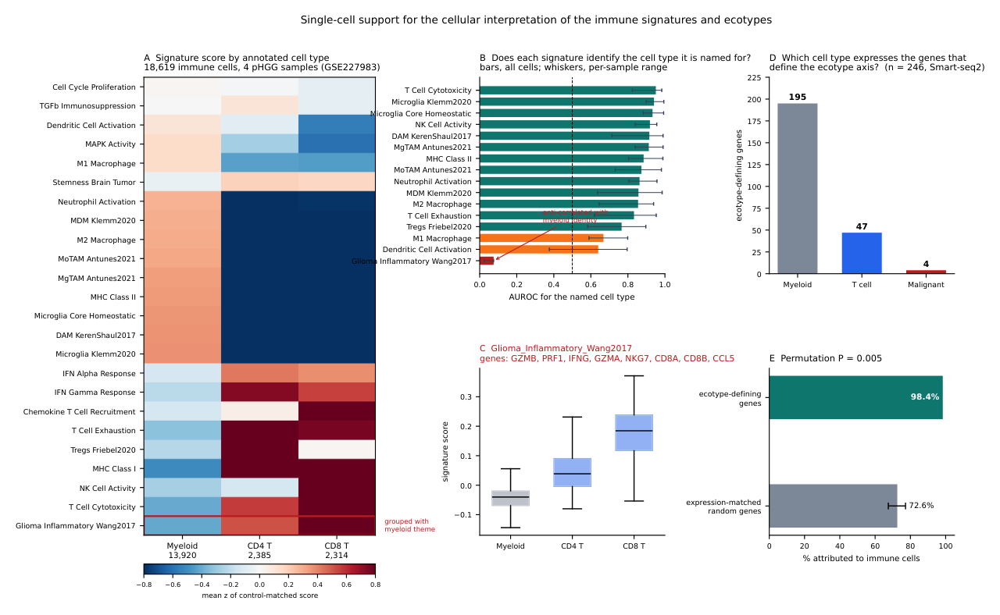 Single-cell support for the cellular interpretation of the immune signatures and ecotypes
A  Signature score by annotated cell type
18,619 immune cells, 4 pHGG samples (GSE227983)
Cell Cycle Proliferation
TGFb Immunosuppression
Dendritic Cell Activation
MAPK Activity
M1 Macrophage
Stemness Brain Tumor
Neutrophil Activation
MDM Klemm2020
M2 Macrophage
MoTAM Antunes2021
MgTAM Antunes2021
MHC Class II
Microglia Core Homeostatic
DAM KerenShaul2017
Microglia Klemm2020
IFN Alpha Response
IFN Gamma Response
Chemokine T Cell Recruitment
T Cell Exhaustion
Tregs Friebel2020
MHC Class I
NK Cell Activity
T Cell Cytotoxicity
Glioma Inflammatory Wang2017
grouped with
myeloid theme
Myeloid
13,920
CD4 T
2,385
CD8 T
2,314
−0.8 −0.6 −0.4 −0.2 0.0 0.2 0.4 0.6 0.8
mean z of control-matched score
B  Does each signature identify the cell type it is named for?
bars, all cells; whiskers, per-sample range
T Cell Cytotoxicity
Microglia Klemm2020
Microglia Core Homeostatic
NK Cell Activity
DAM KerenShaul2017
MgTAM Antunes2021
MHC Class II
MoTAM Antunes2021
Neutrophil Activation
MDM Klemm2020
M2 Macrophage
T Cell Exhaustion
Tregs Friebel2020
M1 Macrophage
Dendritic Cell Activation
Glioma Inflammatory Wang2017
anti-correlated with
myeloid identity
0.0 0.2 0.4 0.6 0.8 1.0
AUROC for the named cell type
C  Glioma_Inflammatory_Wang2017
genes: GZMB, PRF1, IFNG, GZMA, NKG7, CD8A, CD8B, CCL5
signature score
0.3
0.2
0.1
0.0
−0.1
Myeloid CD4 T CD8 T
D  Which cell type expresses the genes that
define the ecotype axis?  (n = 246, Smart-seq2)
ecotype-defining genes
225
200
175
150
125
100
75
50
25
0
195
47
4
Myeloid T cell Malignant
E  Permutation P = 0.005
ecotype-defining
genes
98.4%
expression-matched
random genes
72.6%
0 20 40 60 80 100
% attributed to immune cells